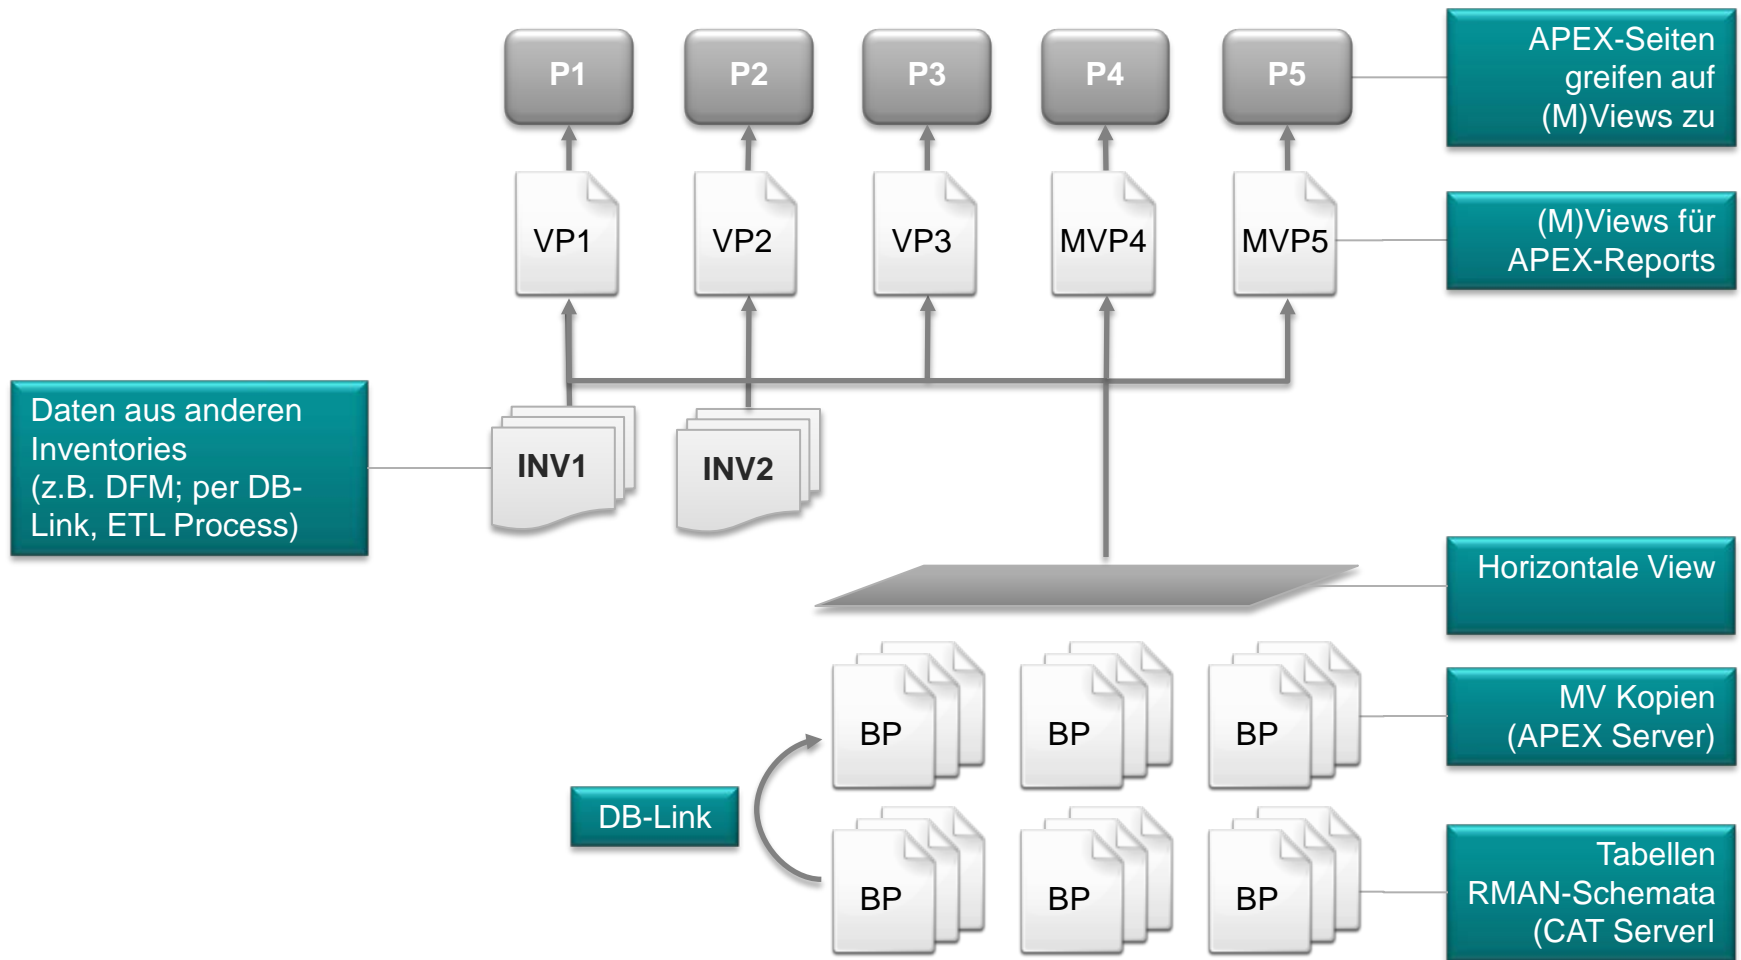 P1 P2 P3 P4 P5
APEX-Seiten
greifen auf
(M)Views zu
VP1 VP2 VP3 MVP4 MVP5
(M)Views für
APEX-Reports
Daten aus anderen
Inventories
(z.B. DFM; per DB-
Link, ETL Process)
INV1 INV2
Horizontale View
BP BP BP
MV Kopien
(APEX Server)
DB-Link
BP BP BP
Tabellen
RMAN-Schemata
(CAT Serverl